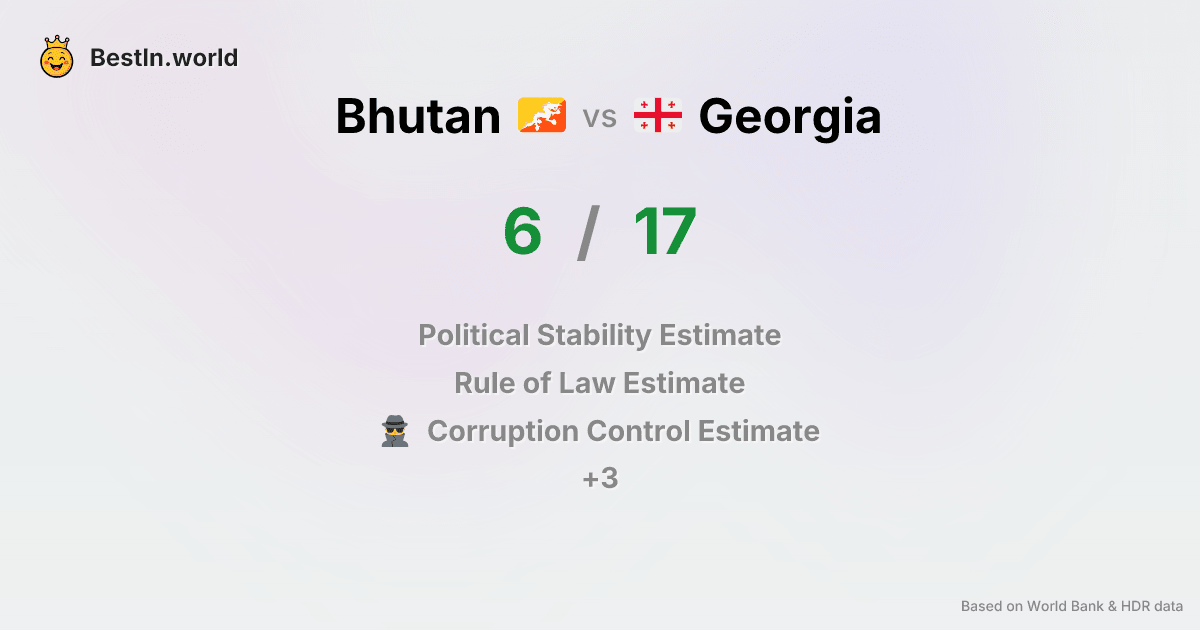 BestIn.world
Bhutan vs Georgia
6 / 17
Political Stability Estimate
Rule of Law Estimate
Corruption Control Estimate
+3
Based on World Bank & HDR data